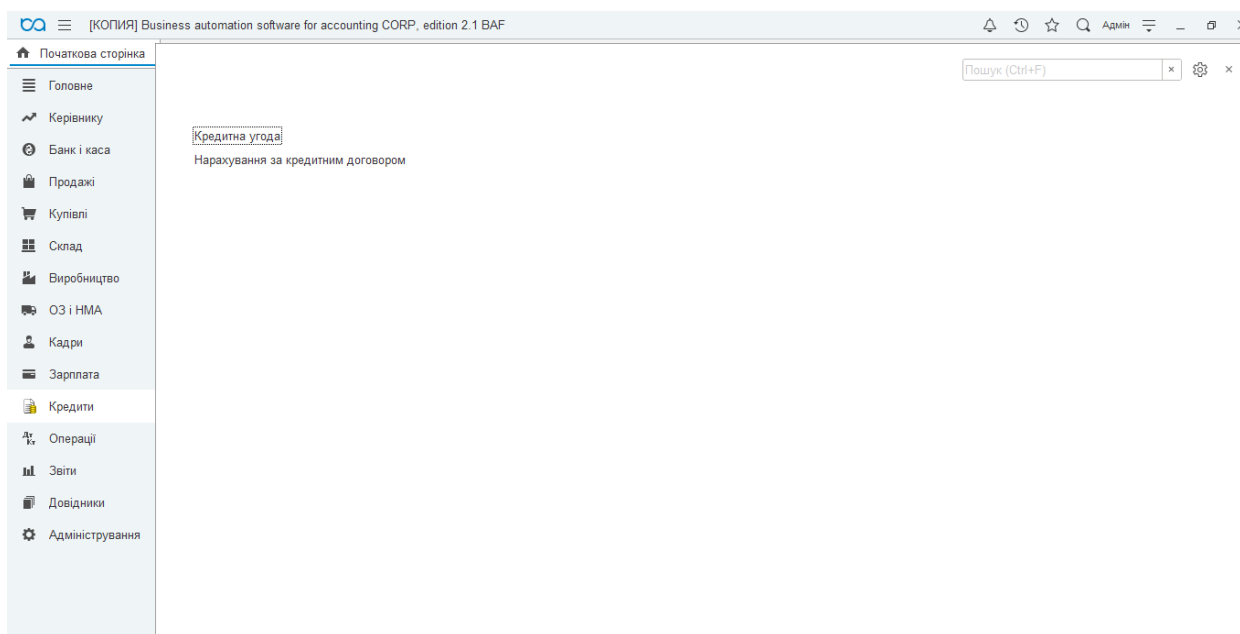 [КОПИЯ] Business automation software for accounting CORP, edition 2.1 BAF
Адмін
Початкова сторінка
Пошук (Ctrl+F)
Головне
Керівнику
Банк і каса
Продажі
Купівлі
Склад
Виробництво
ОЗ і НМА
Кадри
Зарплата
Кредити
Дт Кт Операції
Звіти
Довідники
Адміністрування
Кредитна угода
Нарахування за кредитним договором